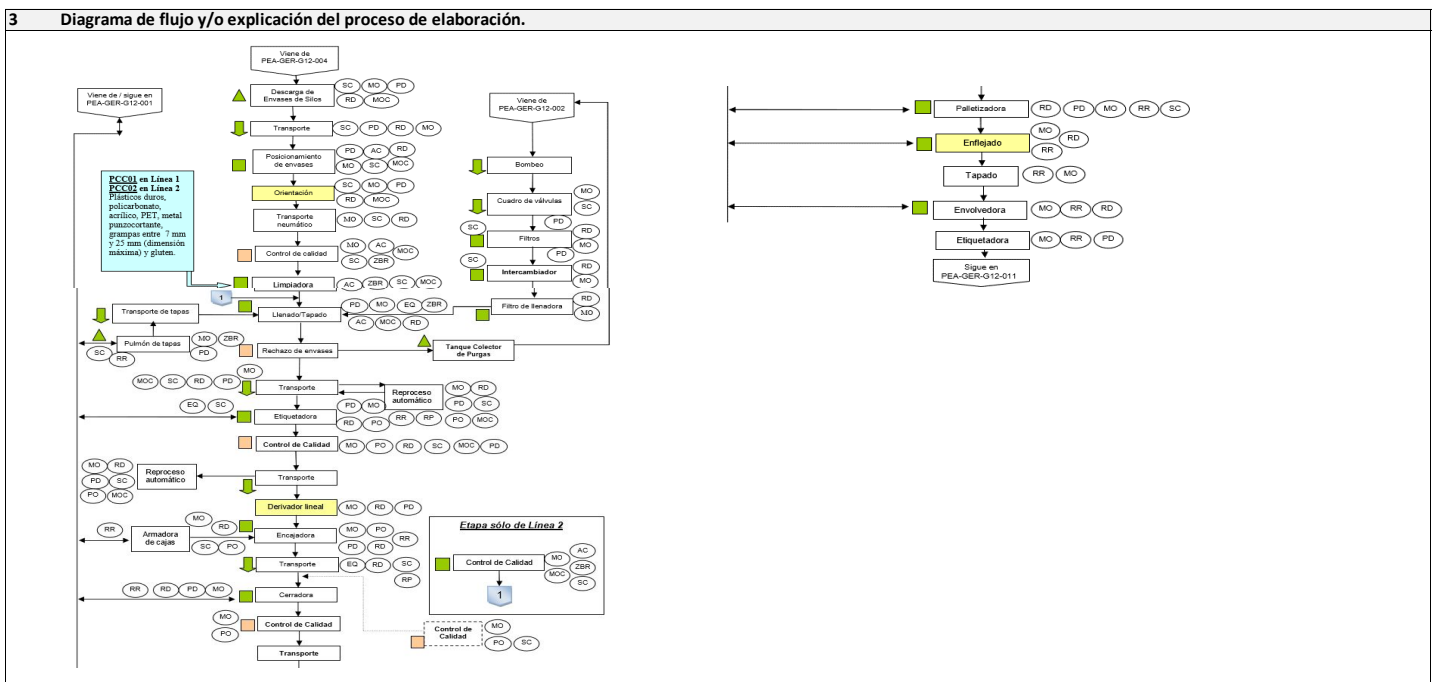 3 Diagrama de flujo y/o explicación del proceso de elaboración.
Viene de
PEA-GER-G12-004
Viene de / sigue en
PEA-GER-G12-001
Descarga de
Envases de Silos
SC MO PD
RD MOC
Viene de
PEA-GER-G12-002
Transporte
SC PD RD MO
Posicionamiento
de envases
PD AC RD
MO SC MOC
Bombeo
PCC01 en Línea 1
PCC02 en Línea 2
Plásticos duros,
policarbonato,
acrílico, PET, metal
punzocortante,
grampas entre 7 mm
y 25 mm (dimensión
máxima) y gluten.
Orientación
SC MO PD
RD MOC
Cuadro de válvulas
MO
SC
PD
Transporte
neumático
MO SC RD
SC
Filtros
RD
MO
PD
Control de calidad
MO AC MOC
SC ZBR
SC
Intercambiador
RD
MO
Limpiadora
AC ZBR SC MOC
1
Filtro de llenadora
RD
MO
Transporte de tapas
Llenado/Tapado
PD MO EQ ZBR
AC MOC RD
Pulmón de tapas
MO ZBR
PD
SC
RR
Rechazo de envases
Tanque Colector
de Purgas
MO
MOC SC RD PD
Transporte
Reproceso
automático
MO RD
PD SC
PO MOC
EQ SC
Etiquetadora
PD MO
RD PO RR RP
Control de Calidad
MO PO RD SC MOC PD
MO RD
PD SC
PO MOC
Reproceso
automático
Transporte
Derivador lineal
MO RD PD
RR
Armadora
de cajas
MO
RD
SC PO
Encajadora
MO PO
PD RD
RR
Transporte
EQ RD SC
RP
RR RD PD MO
Cerradora
MO
PO
Control de Calidad
Transporte
Etapa sólo de Línea 2
Control de Calidad
MO
MOC
AC
ZBR
SC
1
Control de
Calidad
MO
PO SC
Palletizadora
RD PD MO RR SC
Enflejado
MO
RR
RD
Tapado
RR MO
Envolvedora
MO RR RD
Etiquetadora
MO RR PD
Sigue en
PEA-GER-G12-011